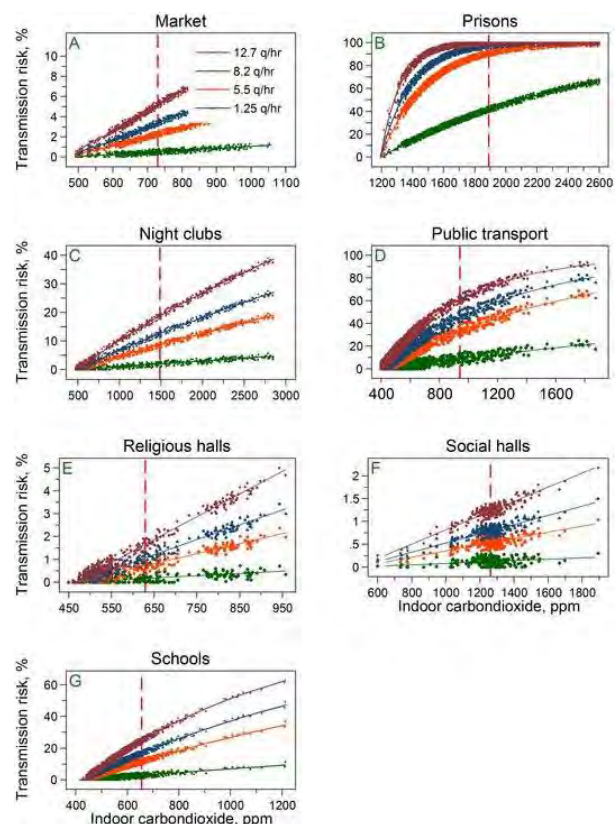 Market
A
Transmission risk, %
10
8
6
4
2
0
12.7 q/hr
8.2 q/hr
5.5 q/hr
1.25 q/hr
500 600 700 800 900 1000 1100
Prisons
B
100
80
60
40
20
0
1200 1400 1600 1800 2000 2200 2400 2600
Night clubs
C
Transmission risk, %
40
30
20
10
0
500 1000 1500 2000 2500 3000
Public transport
D
100
80
60
40
20
0
400 600 800 1000 1200 1400 1600 1800
Religious halls
E
Transmission risk, %
5
4
3
2
1
0
450 550 650 750 850 950
Social halls
F
2
1.5
1
.5
0
600 800 1000 1200 1400 1600 1800
Indoor carbondioxide, ppm
Schools
G
Transmission risk, %
60
40
20
0
400 600 800 1000 1200
Indoor carbondioxide, ppm